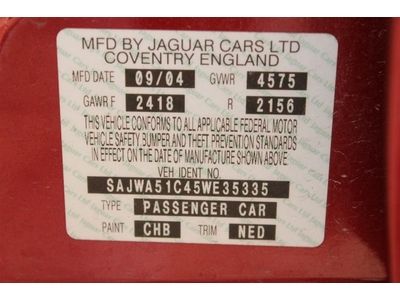 MFD BY JAGUAR CARS LTD
COVENTRY ENGLAND
MFD DATE 09/04 GVWR 4575
GAWR F 2418 R 2156
THIS VEHICLE CONFORMS TO ALL APPLICABLE FEDERAL MOTOR
VEHICLE SAFETY BUMPER AND THEFT PREVENTION STANDARDS
IN EFFECT ON THE DATE OF MANUFACTURE SHOWN ABOVE
VEH IDENT NO.
SAJWA51C45WE35335
TYPE PASSENGER CAR
PAINT CHB TRIM NED